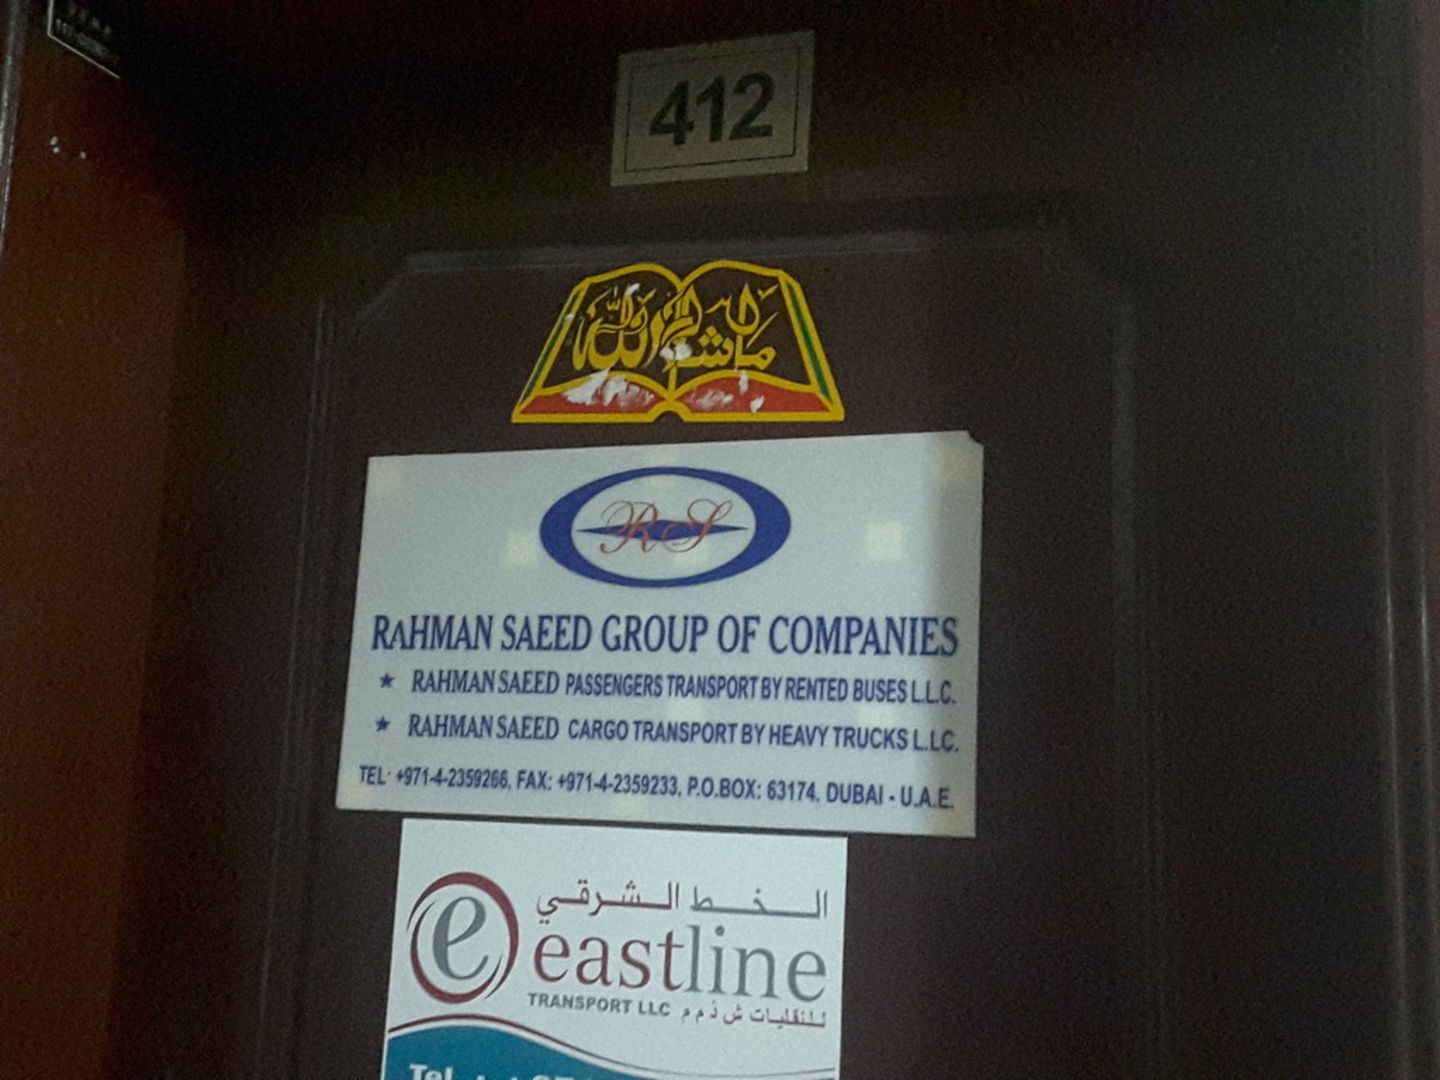 412
ما شاء الله
RS
RAHMAN SAEED GROUP OF COMPANIES
★ RAHMAN SAEED PASSENGERS TRANSPORT BY RENTED BUSES L.L.C.
★ RAHMAN SAEED CARGO TRANSPORT BY HEAVY TRUCKS L.LC.
TEL: +971-4-2359266, FAX: +971-4-2359233, P.O.BOX: 63174, DUBAI - U.A.E.
الخط الشرقي
e eastline
TRANSPORT LLC للنقليات ش ذ م م
Tel